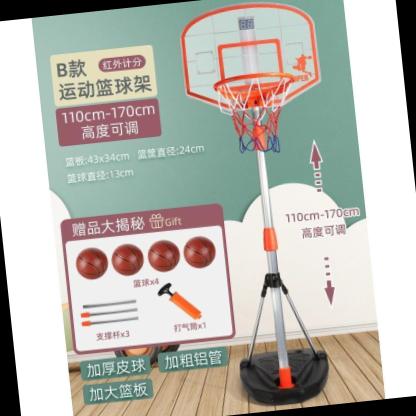 B款 红外计分
运动篮球架
110cm-170cm
高度可调
篮板:43x34cm 篮筐直径:24cm
篮球直径:13cm
赠品大揭秘 Gift
篮球x4
支撑杆x3
打气筒x1
加厚皮球 加粗铝管
加大篮板
110cm-170cm
高度可调